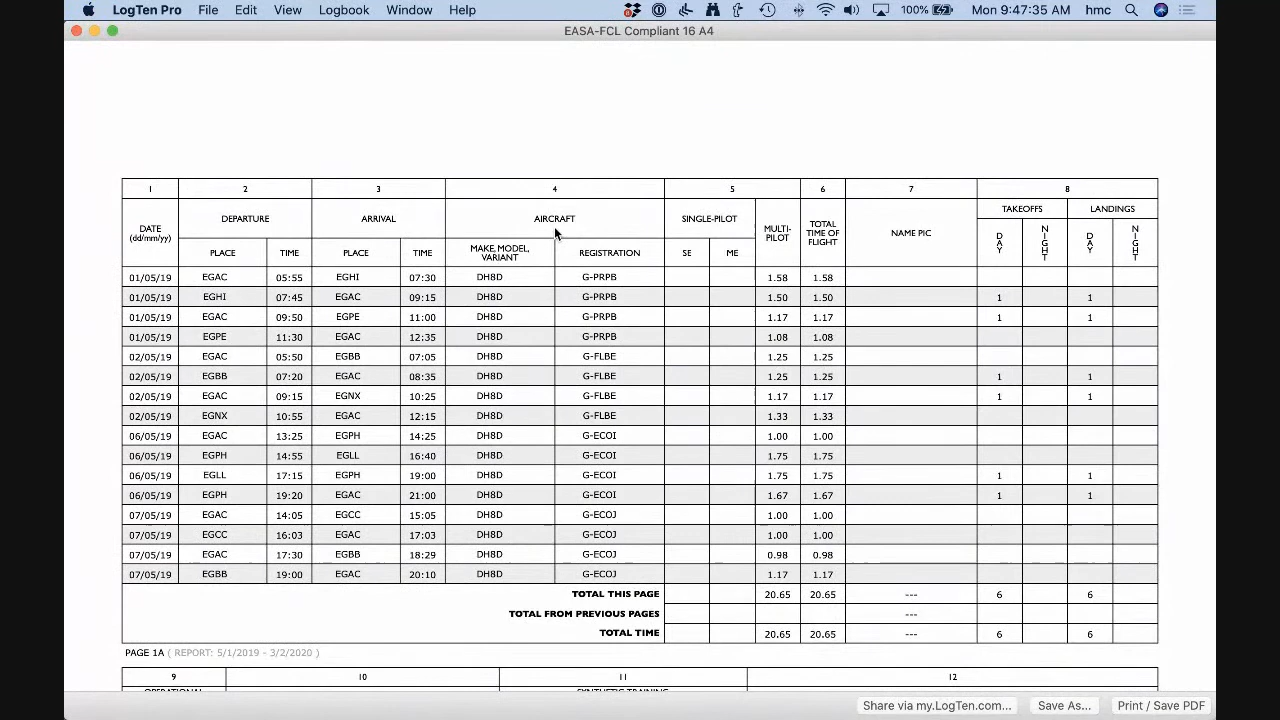 LogTen Pro File Edit View Logbook Window Help 100% Mon 9:47:35 AM hmc
EASA-FCL Compliant 16 A4
1 2 3 4 5 6 7 8
DATE (dd/mm/yy) DEPARTURE ARRIVAL AIRCRAFT SINGLE-PILOT MULTI-PILOT TOTAL TIME OF FLIGHT NAME PIC TAKEOFFS LANDINGS
PLACE TIME PLACE TIME MAKE, MODEL, VARIANT REGISTRATION SE ME DAY NIGHT DAY NIGHT
01/05/19 EGAC 05:55 EGHI 07:30 DH8D G-PRPB 1.58 1.58
01/05/19 EGHI 07:45 EGAC 09:15 DH8D G-PRPB 1.50 1.50 1 1
01/05/19 EGAC 09:50 EGPE 11:00 DH8D G-PRPB 1.17 1.17 1 1
01/05/19 EGPE 11:30 EGAC 12:35 DH8D G-PRPB 1.08 1.08
02/05/19 EGAC 05:50 EGBB 07:05 DH8D G-FLBE 1.25 1.25
02/05/19 EGBB 07:20 EGAC 08:35 DH8D G-FLBE 1.25 1.25 1 1
02/05/19 EGAC 09:15 EGNX 10:25 DH8D G-FLBE 1.17 1.17 1 1
02/05/19 EGNX 10:55 EGAC 12:15 DH8D G-FLBE 1.33 1.33
06/05/19 EGAC 13:25 EGPH 14:25 DH8D G-ECOI 1.00 1.00
06/05/19 EGPH 14:55 EGLL 16:40 DH8D G-ECOI 1.75 1.75
06/05/19 EGLL 17:15 EGPH 19:00 DH8D G-ECOI 1.75 1.75 1 1
06/05/19 EGPH 19:20 EGAC 21:00 DH8D G-ECOI 1.67 1.67 1 1
07/05/19 EGAC 14:05 EGCC 15:05 DH8D G-ECOJ 1.00 1.00
07/05/19 EGCC 16:03 EGAC 17:03 DH8D G-ECOJ 1.00 1.00
07/05/19 EGAC 17:30 EGBB 18:29 DH8D G-ECOJ 0.98 0.98
07/05/19 EGBB 19:00 EGAC 20:10 DH8D G-ECOJ 1.17 1.17
TOTAL THIS PAGE 20.65 20.65 --- 6 6
TOTAL FROM PREVIOUS PAGES ---
TOTAL TIME 20.65 20.65 --- 6 6
PAGE 1A ( REPORT: 5/1/2019 - 3/2/2020 )
9 10 11 12
OPERATIONAL SYNTHETIC TRAINING
Share via my.LogTen.com... Save As... Print / Save PDF